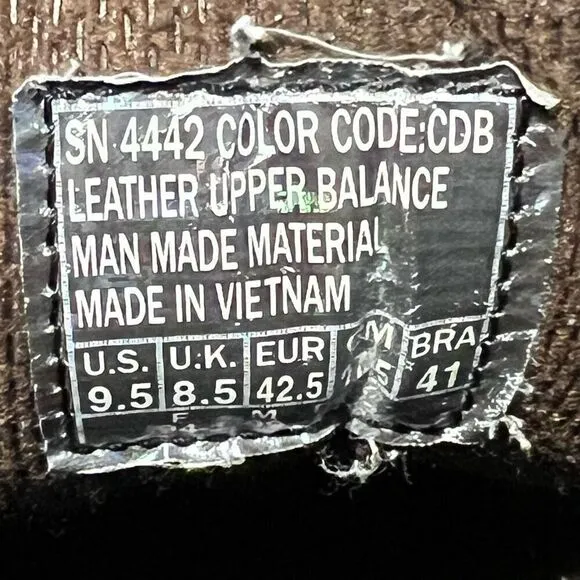 SN 4442 COLOR CODE:CDB
LEATHER UPPER BALANCE
MAN MADE MATERIAL
MADE IN VIETNAM
U.S. U.K. EUR CM BRA
9.5 8.5 42.5 41